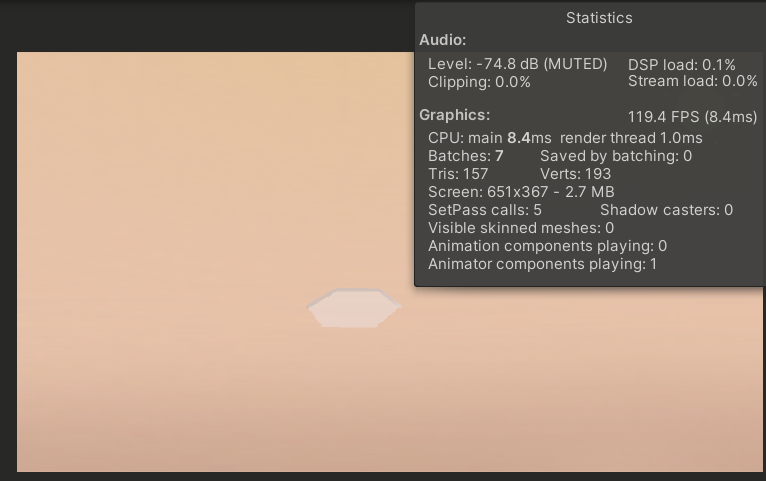 Statistics
Audio:
Level: -74.8 dB (MUTED) DSP load: 0.1%
Clipping: 0.0% Stream load: 0.0%
Graphics: 119.4 FPS (8.4ms)
CPU: main 8.4ms render thread 1.0ms
Batches: 7 Saved by batching: 0
Tris: 157 Verts: 193
Screen: 651x367 - 2.7 MB
SetPass calls: 5 Shadow casters: 0
Visible skinned meshes: 0
Animation components playing: 0
Animator components playing: 1